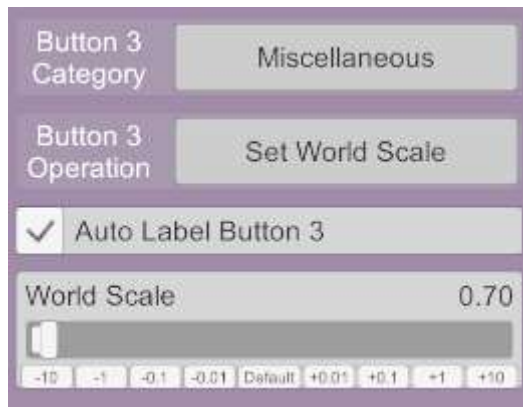 Button 3
Category
Miscellaneous
Button 3
Operation
Set World Scale
Auto Label Button 3
World Scale 0.70
-10 -1 -0.1 -0.01 Default +0.01 +0.1 +1 +10